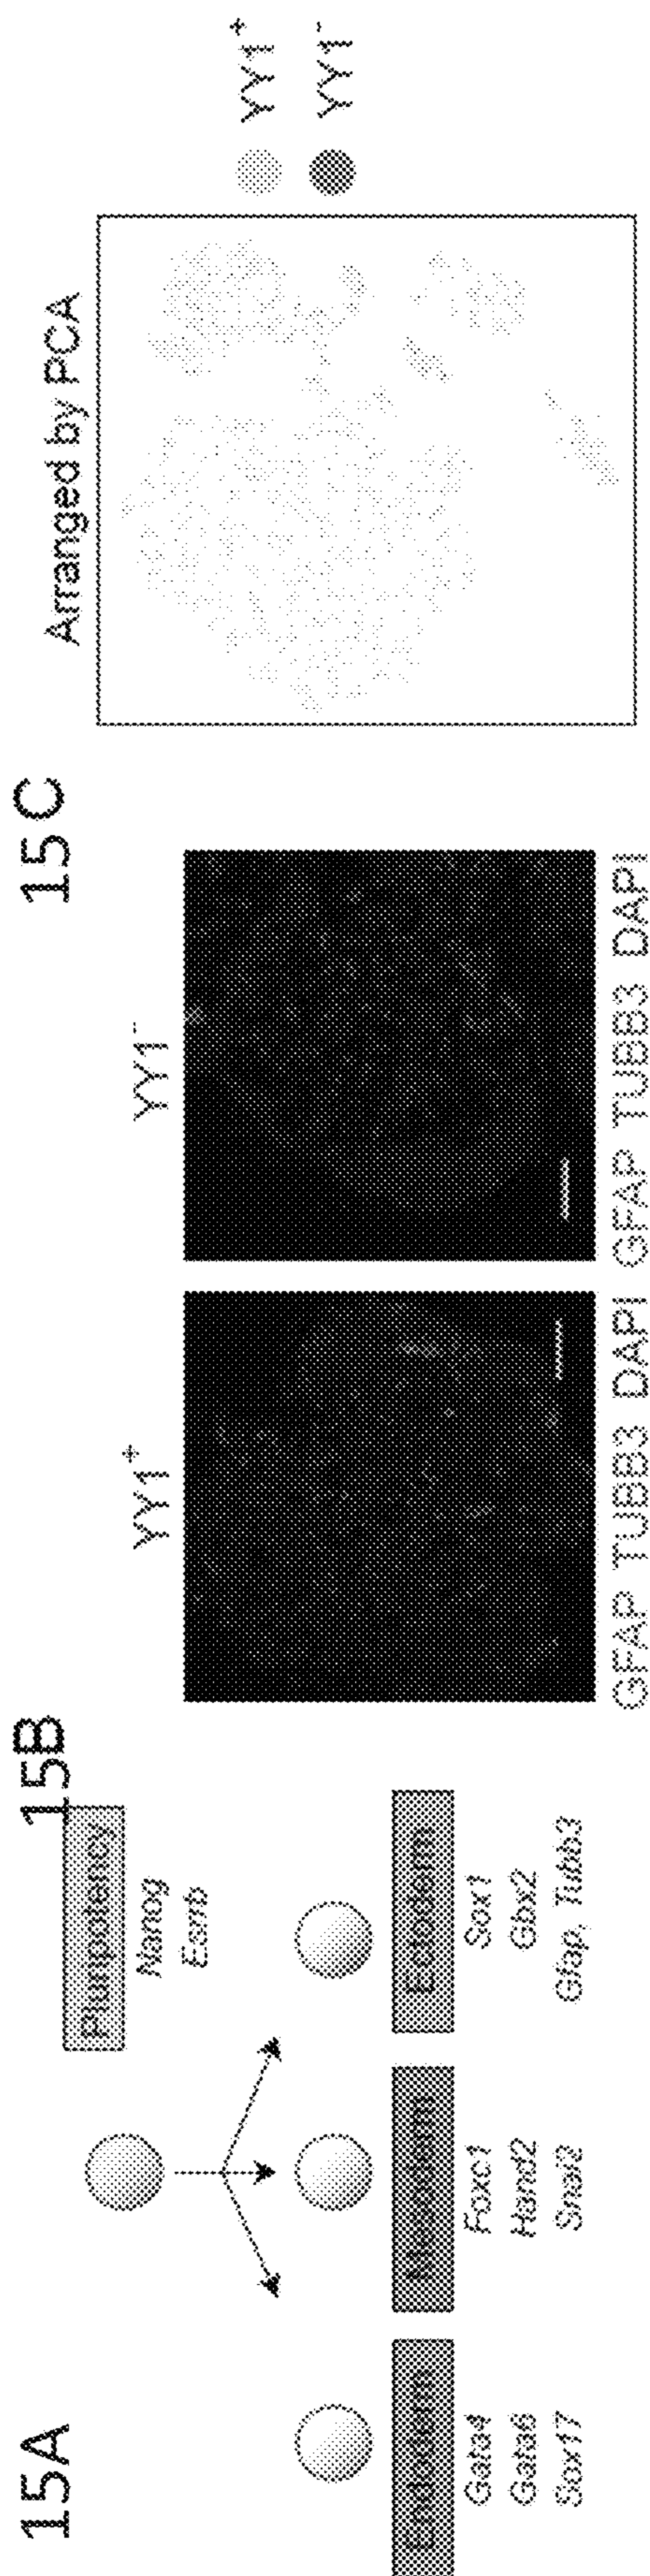 15A
Pluripotency
Nanog
Esrrb
Endoderm
Gata4
Gata6
Sox17
Mesoderm
Foxc1
Hand2
Snai2
Ectoderm
Sox1
Gbx2
Gfap, Tubb3
15B
YY1+
GFAP TUBB3 DAPI
YY1-
GFAP TUBB3 DAPI
15C
Arranged by PCA
YY1+
YY1-